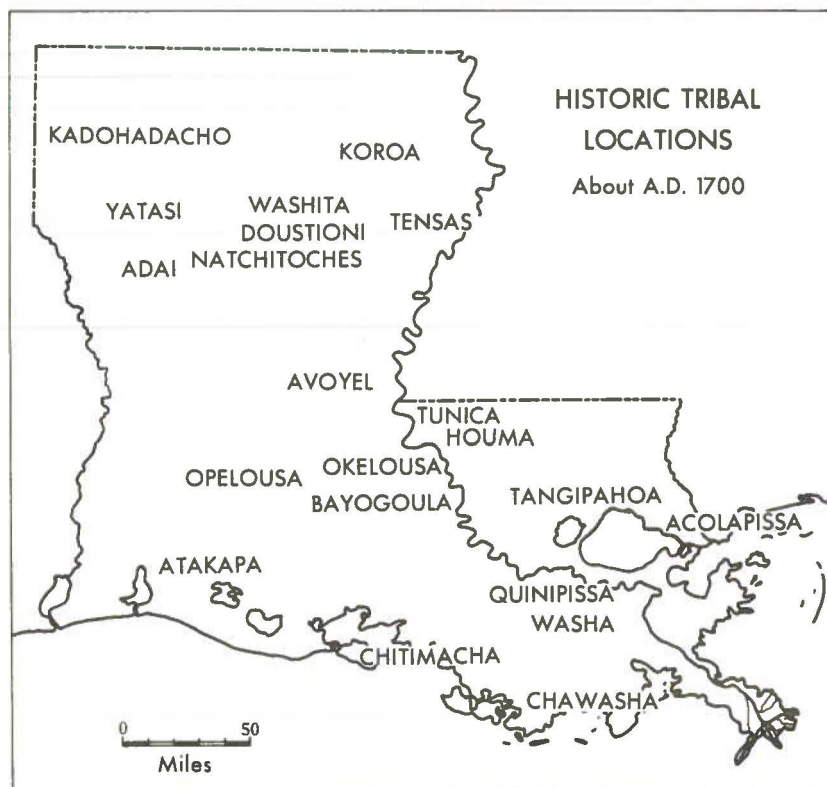 HISTORIC TRIBAL
LOCATIONS
About A.D. 1700
KADOHADACHO
KOROA
YATASI
WASHITA
DOUSTIONI
TENSAS
ADAI
NATCHITOCHES
AVOYEL
TUNICA
HOUMA
OPELOUSA
OKELOUSA
BAYOGOULA
TANGIPAHOA
ACOLAPISSA
ATAKAPA
QUINIPISSA
WASHA
CHITIMACHA
CHAWASHA
0 50
Miles